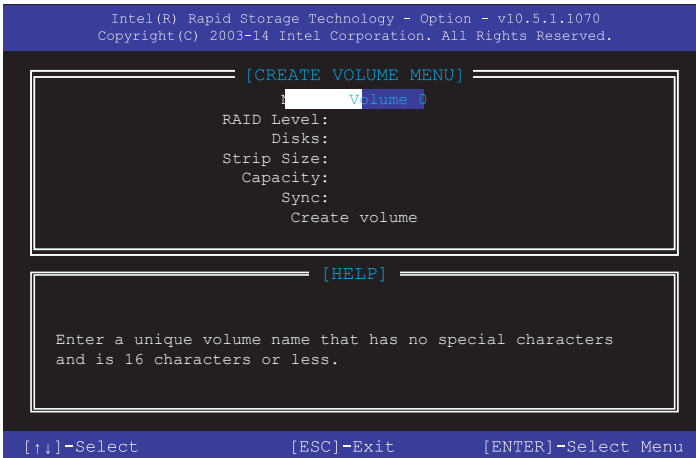 Intel(R) Rapid Storage Technology - Option - v10.5.1.1070
Copyright(C) 2003-14 Intel Corporation. All Rights Reserved.
[CREATE VOLUME MENU]
Volume 0
RAID Level:
Disks:
Strip Size:
Capacity:
Sync:
Create volume
[HELP]
Enter a unique volume name that has no special characters
and is 16 characters or less.
[↑↓]-Select [ESC]-Exit [ENTER]-Select Menu